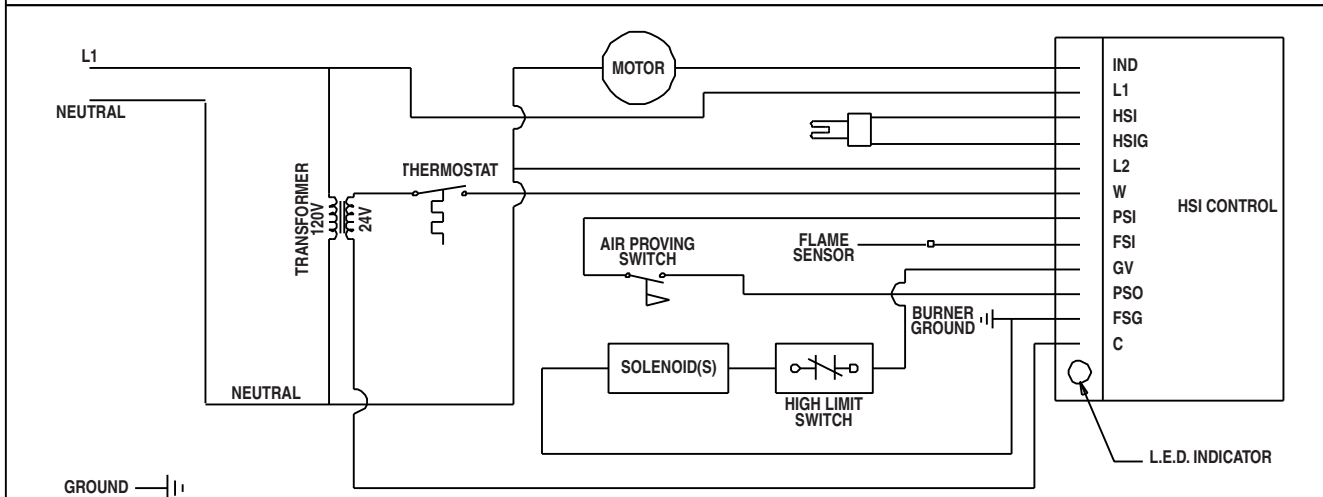 L1
NEUTRAL
MOTOR
TRANSFORMER
120V
24V
THERMOSTAT
AIR PROVING
SWITCH
FLAME
SENSOR
BURNER
GROUND
SOLENOID(S)
HIGH LIMIT
SWITCH
NEUTRAL
GROUND
IND
L1
HSI
HSIG
L2
W
PSI
FSI
GV
PSO
FSG
C
HSI CONTROL
L.E.D. INDICATOR